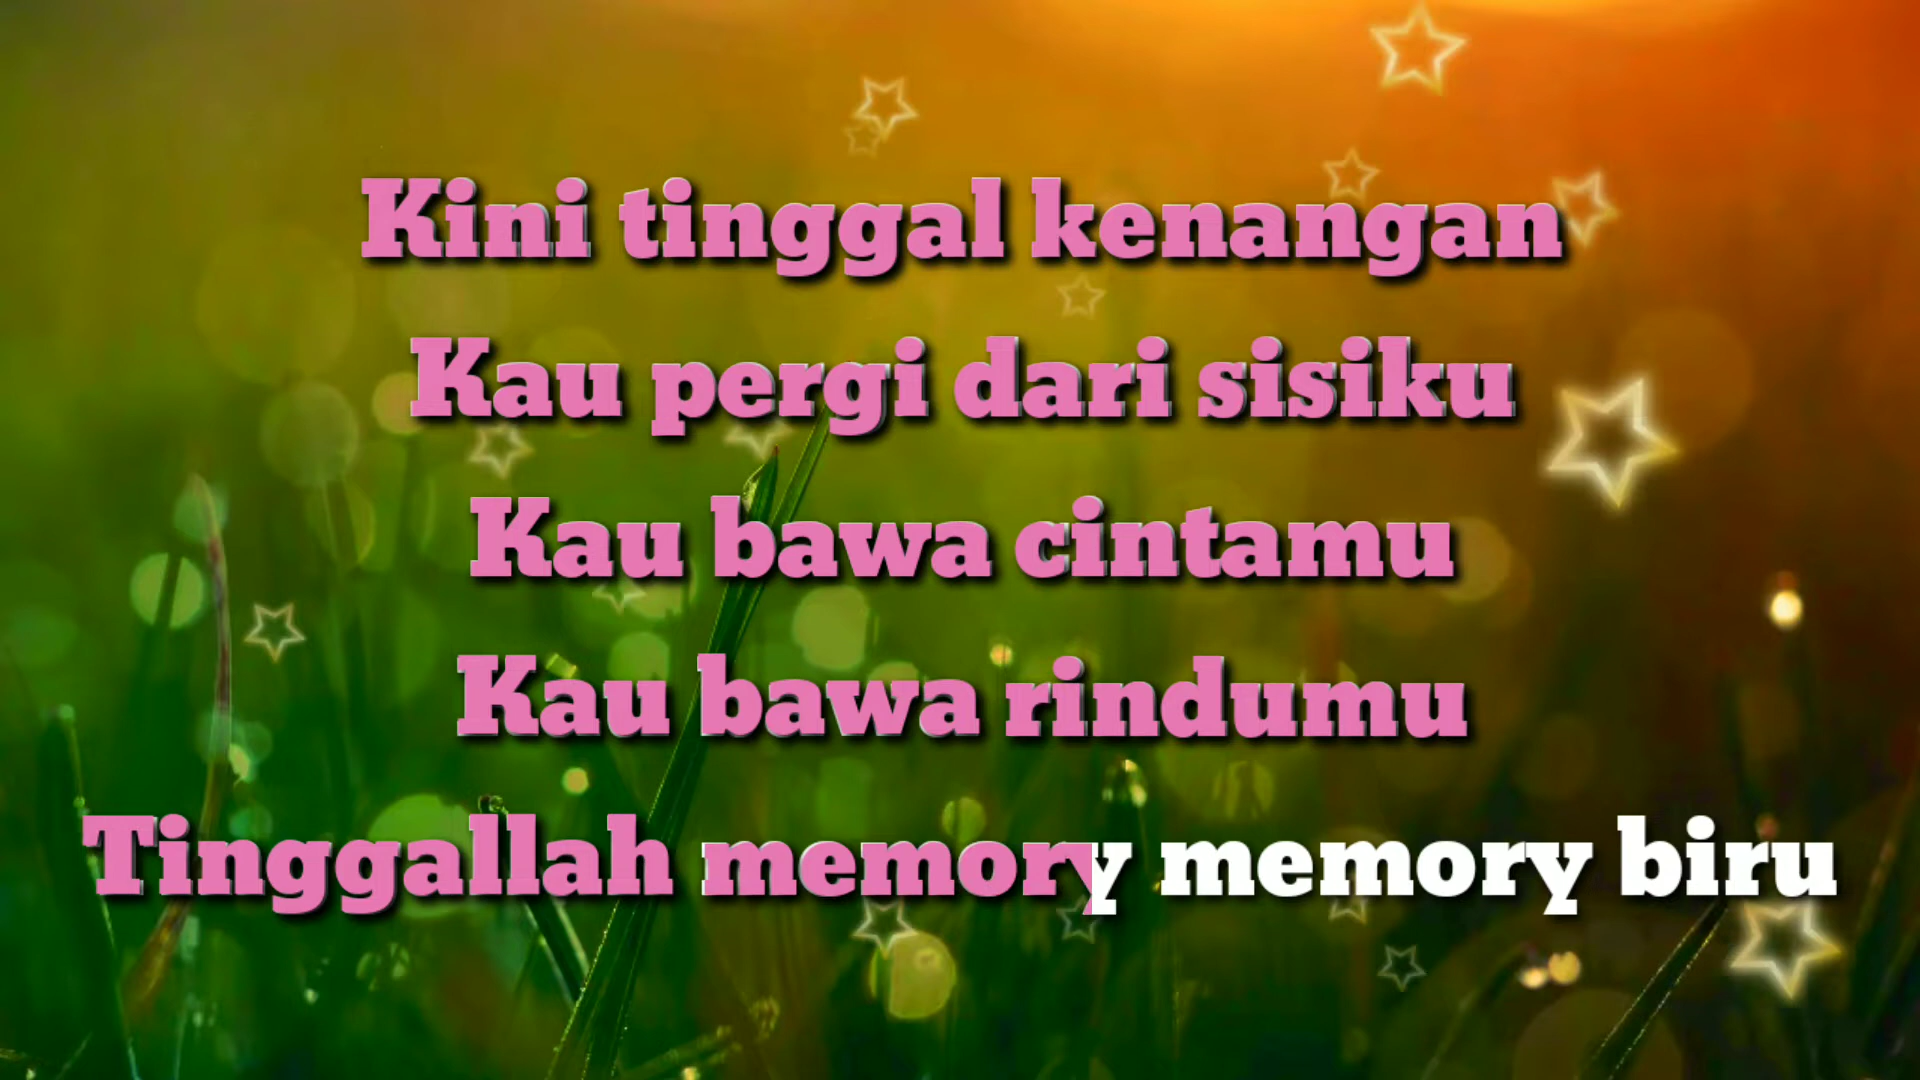 Kini tinggal kenangan
Kau pergi dari sisiku
Kau bawa cintamu
Kau bawa rindumu
Tinggallah memory memory biru